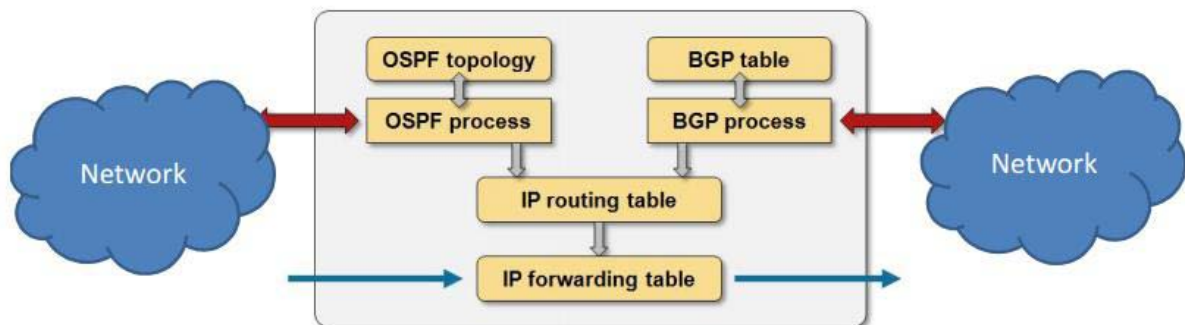 OSPF topology
BGP table
OSPF process
BGP process
Network
Network
IP routing table
IP forwarding table